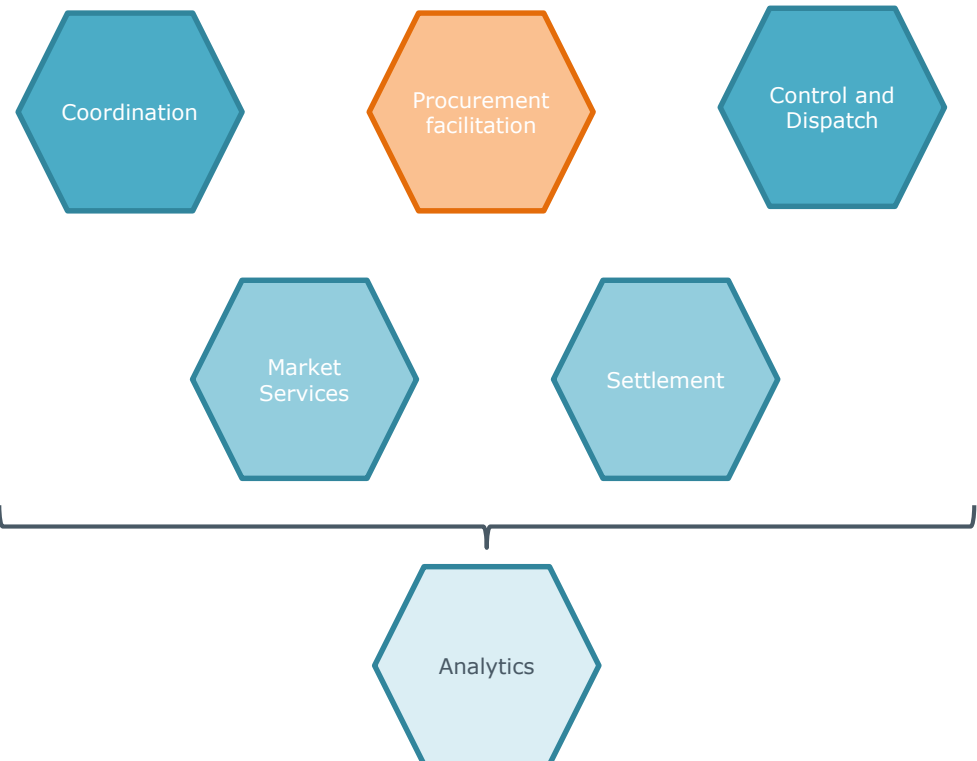 Coordination
Procurement
facilitation
Control and
Dispatch
Market
Services
Settlement
Analytics